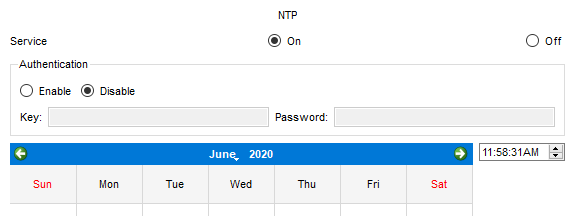 NTP
Service On Off
Authentication
Enable Disable
Key: Password:
June 2020 11:58:31AM
Sun Mon Tue Wed Thu Fri Sat